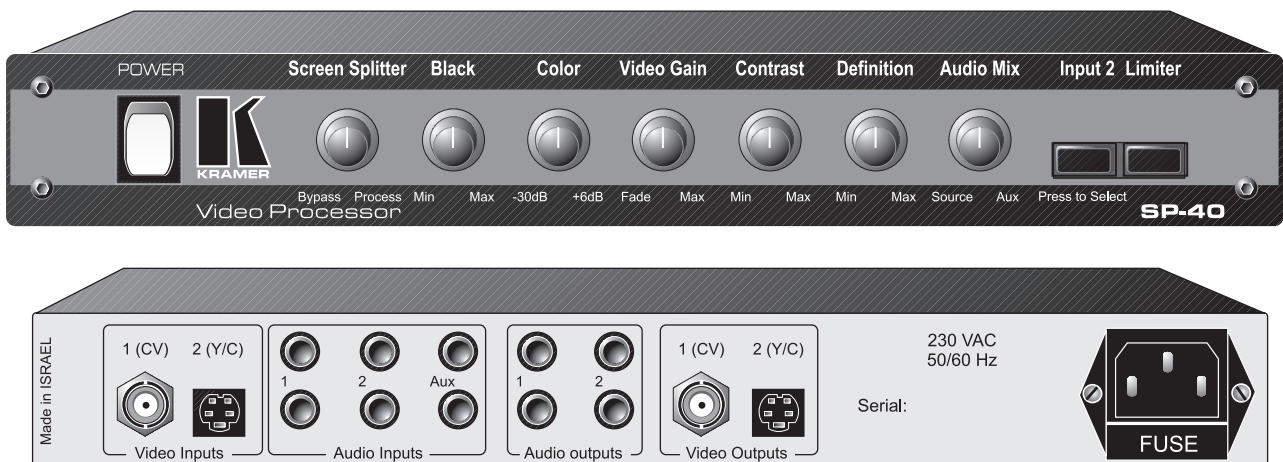 POWER
Screen Splitter Black Color Video Gain Contrast Definition Audio Mix Input 2 Limiter
K
KRAMER
Bypass Process Min Max -30dB +6dB Fade Max Min Max Min Max Source Aux Press to Select
Video Processor SP-40
Made in ISRAEL
1 (CV) 2 (Y/C)
1 2 Aux
1 2
1 (CV) 2 (Y/C)
230 VAC
50/60 Hz
Serial:
Video Inputs Audio Inputs Audio outputs Video Outputs
FUSE